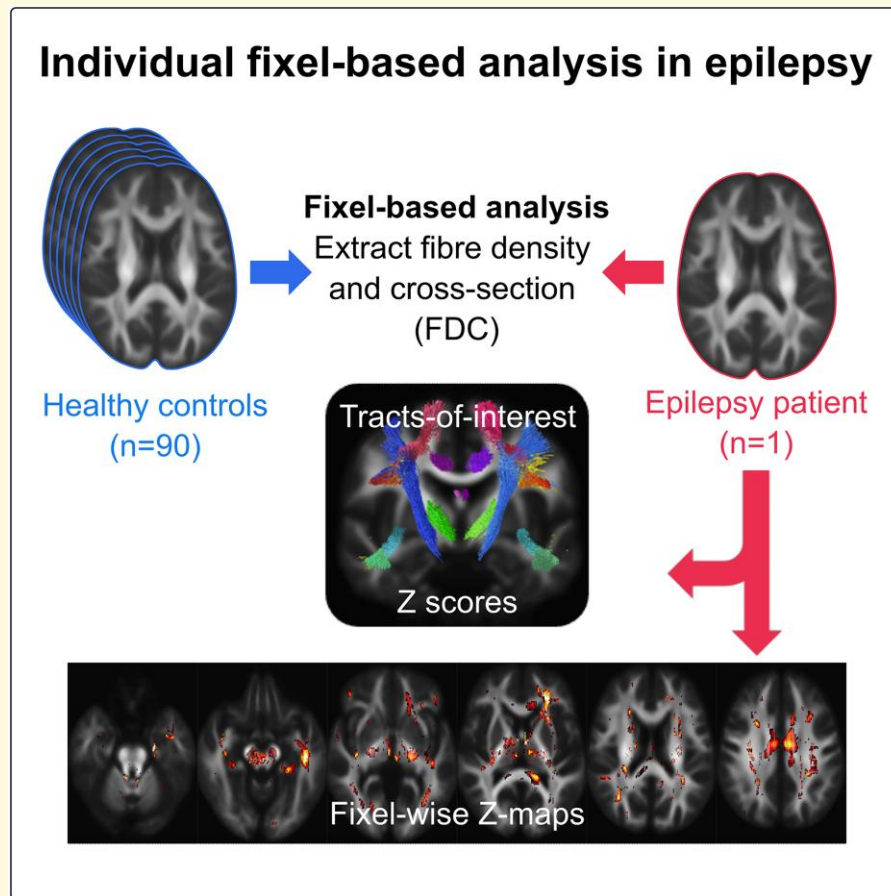 Individual fixel-based analysis in epilepsy
Fixel-based analysis
Extract fibre density
and cross-section
(FDC)
Healthy controls
(n=90)
Epilepsy patient
(n=1)
Tracts-of-interest
Z scores
Fixel-wise Z-maps